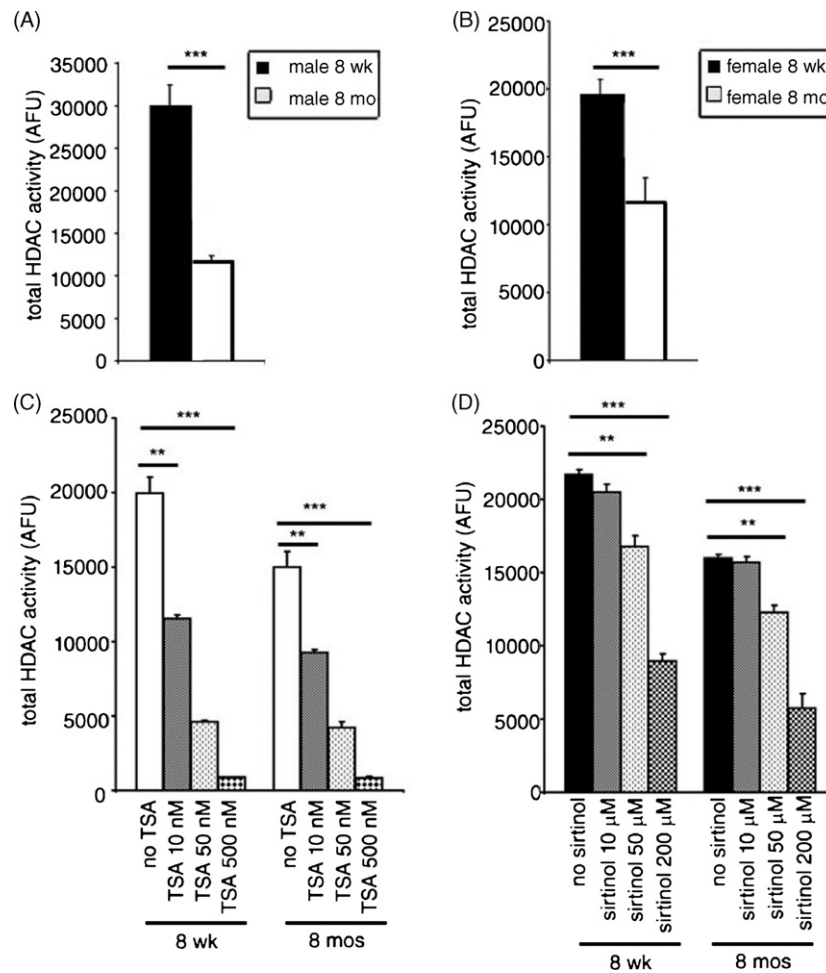 (A)
***
male 8 wk
male 8 mo
total HDAC activity (AFU)
35000
30000
25000
20000
15000
10000
5000
0
(B)
***
female 8 wk
female 8 mo
total HDAC activity (AFU)
20000
15000
10000
5000
0
(C)
total HDAC activity (AFU)
25000
20000
15000
10000
5000
0
***
**
***
**
no TSA
TSA 10 nM
TSA 50 nM
TSA 500 nM
no TSA
TSA 10 nM
TSA 50 nM
TSA 500 nM
8 wk
8 mos
(D)
total HDAC activity (AFU)
25000
20000
15000
10000
5000
0
***
**
***
**
no sirtinol
sirtinol 10 µM
sirtinol 50 µM
sirtinol 200 µM
no sirtinol
sirtinol 10 µM
sirtinol 50 µM
sirtinol 200 µM
8 wk
8 mos